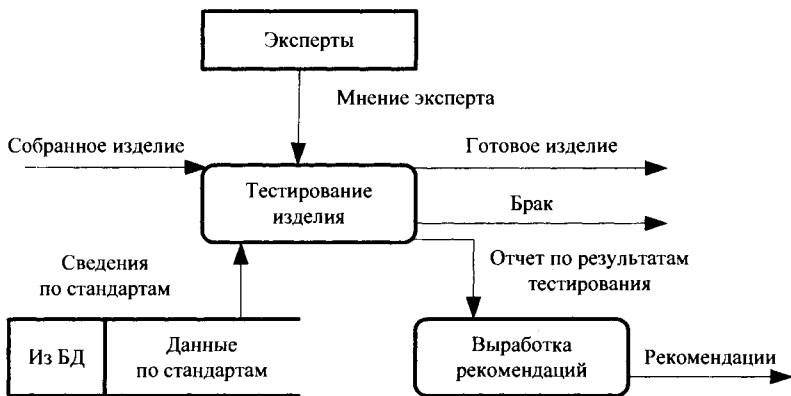 Эксперты
Мнение эксперта
Собранное изделие
Готовое изделие
Тестирование
изделия
Брак
Сведения
по стандартам
Отчет по результатам
тестирования
Из БД
Данные
по стандартам
Выработка
рекомендаций
Рекомендации